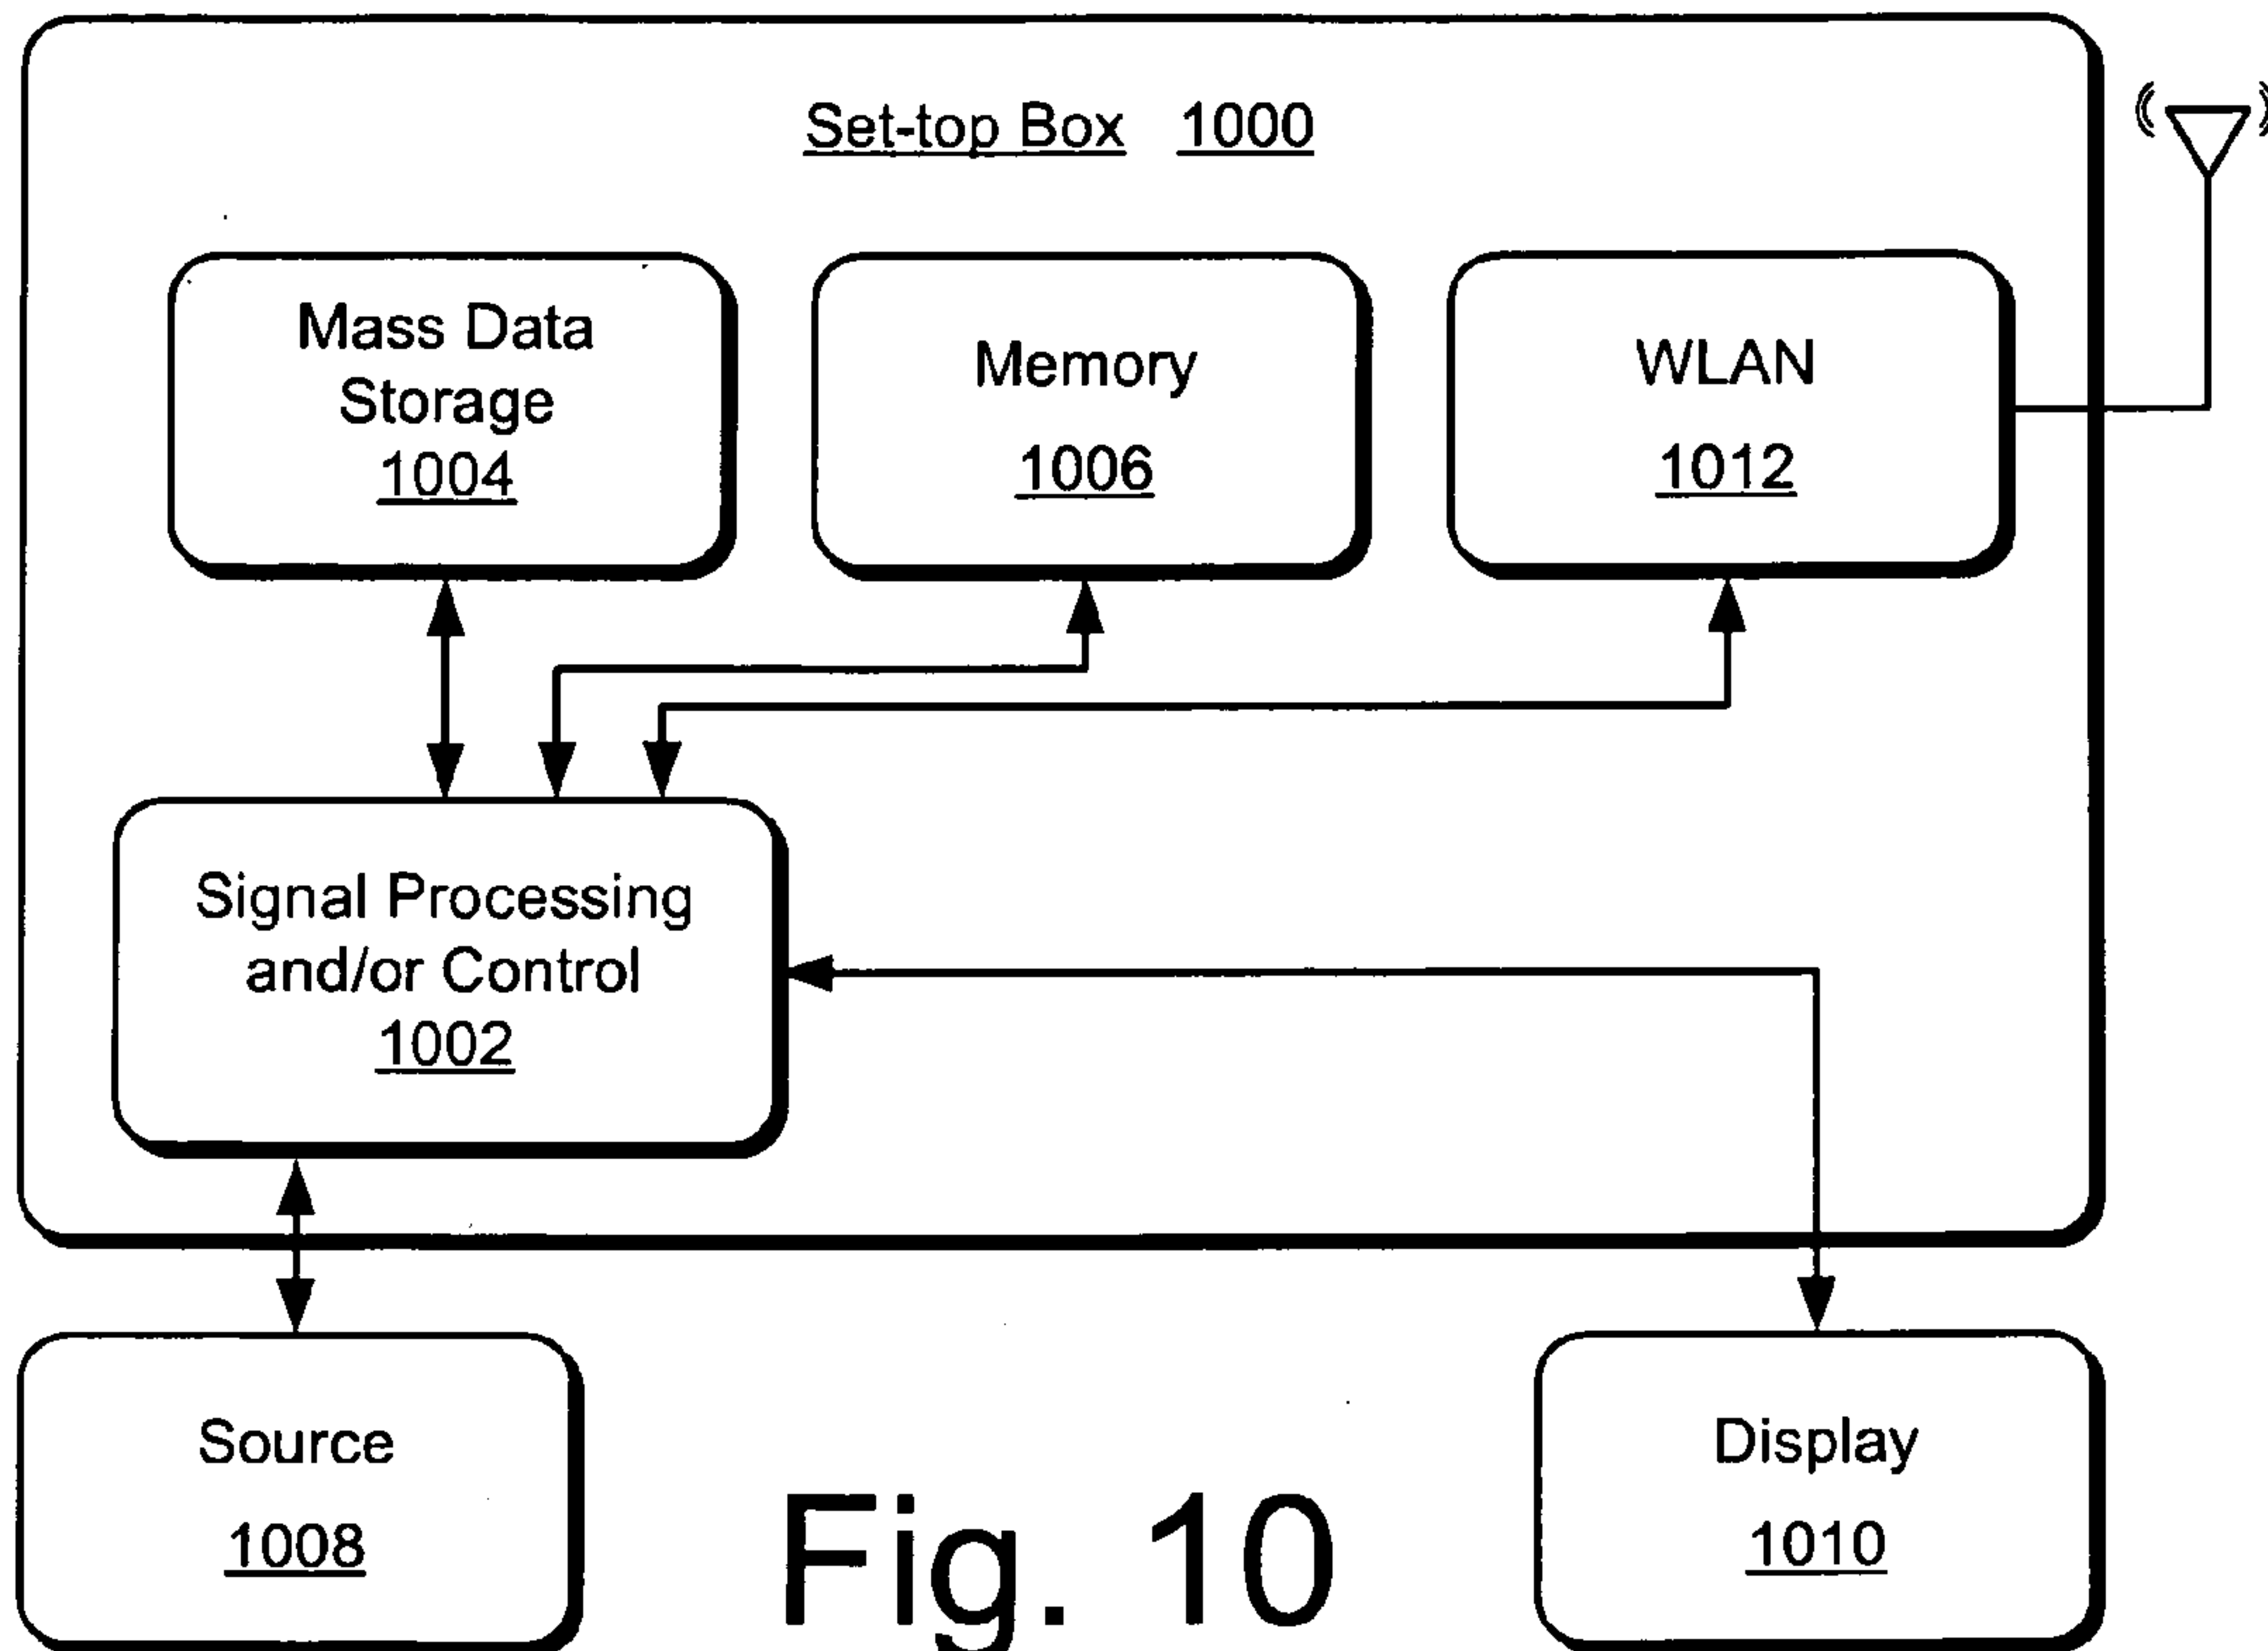 Set-top Box 1000
Mass Data
Storage
1004
Memory
1006
WLAN
1012
Signal Processing
and/or Control
1002
Source
1008
Display
1010
Fig. 10